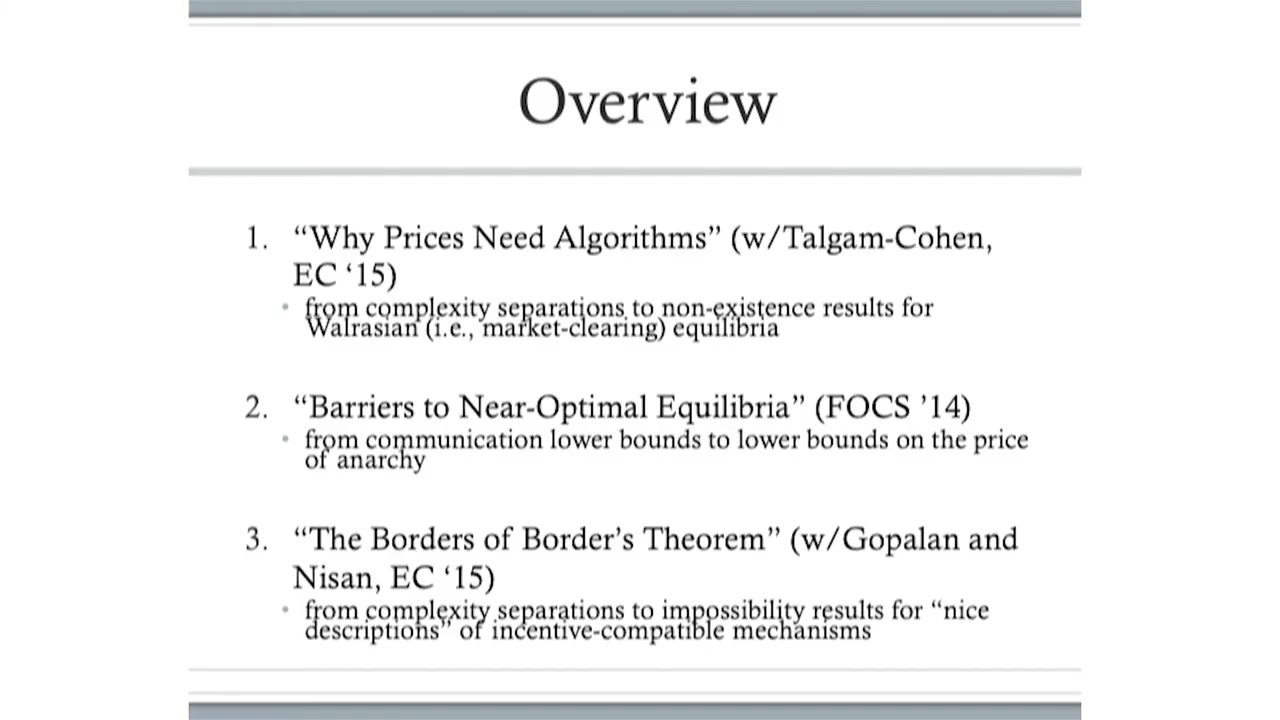 Overview
1. “Why Prices Need Algorithms” (w/Talgam-Cohen,
EC ‘15)
• from complexity separations to non-existence results for
Walrasian (i.e., market-clearing) equilibria
2. “Barriers to Near-Optimal Equilibria” (FOCS ’14)
• from communication lower bounds to lower bounds on the price
of anarchy
3. “The Borders of Border’s Theorem” (w/Gopalan and
Nisan, EC ‘15)
• from complexity separations to impossibility results for “nice
descriptions” of incentive-compatible mechanisms